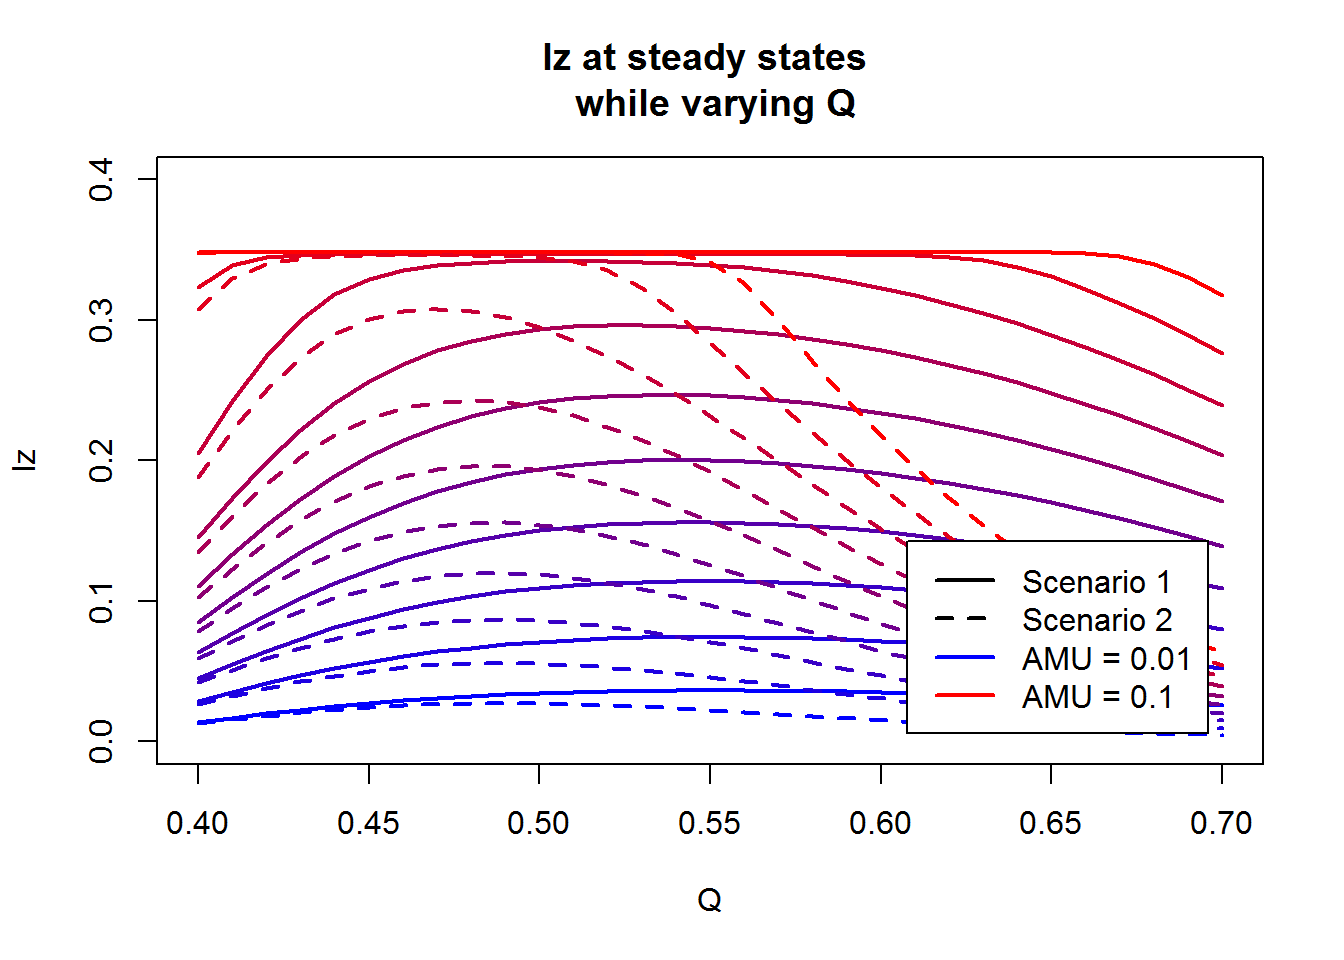 Iz at steady states
while varying Q
0.4
0.3
0.2
0.1
0.0
Iz
Scenario 1
Scenario 2
AMU = 0.01
AMU = 0.1
0.40 0.45 0.50 0.55 0.60 0.65 0.70
Q